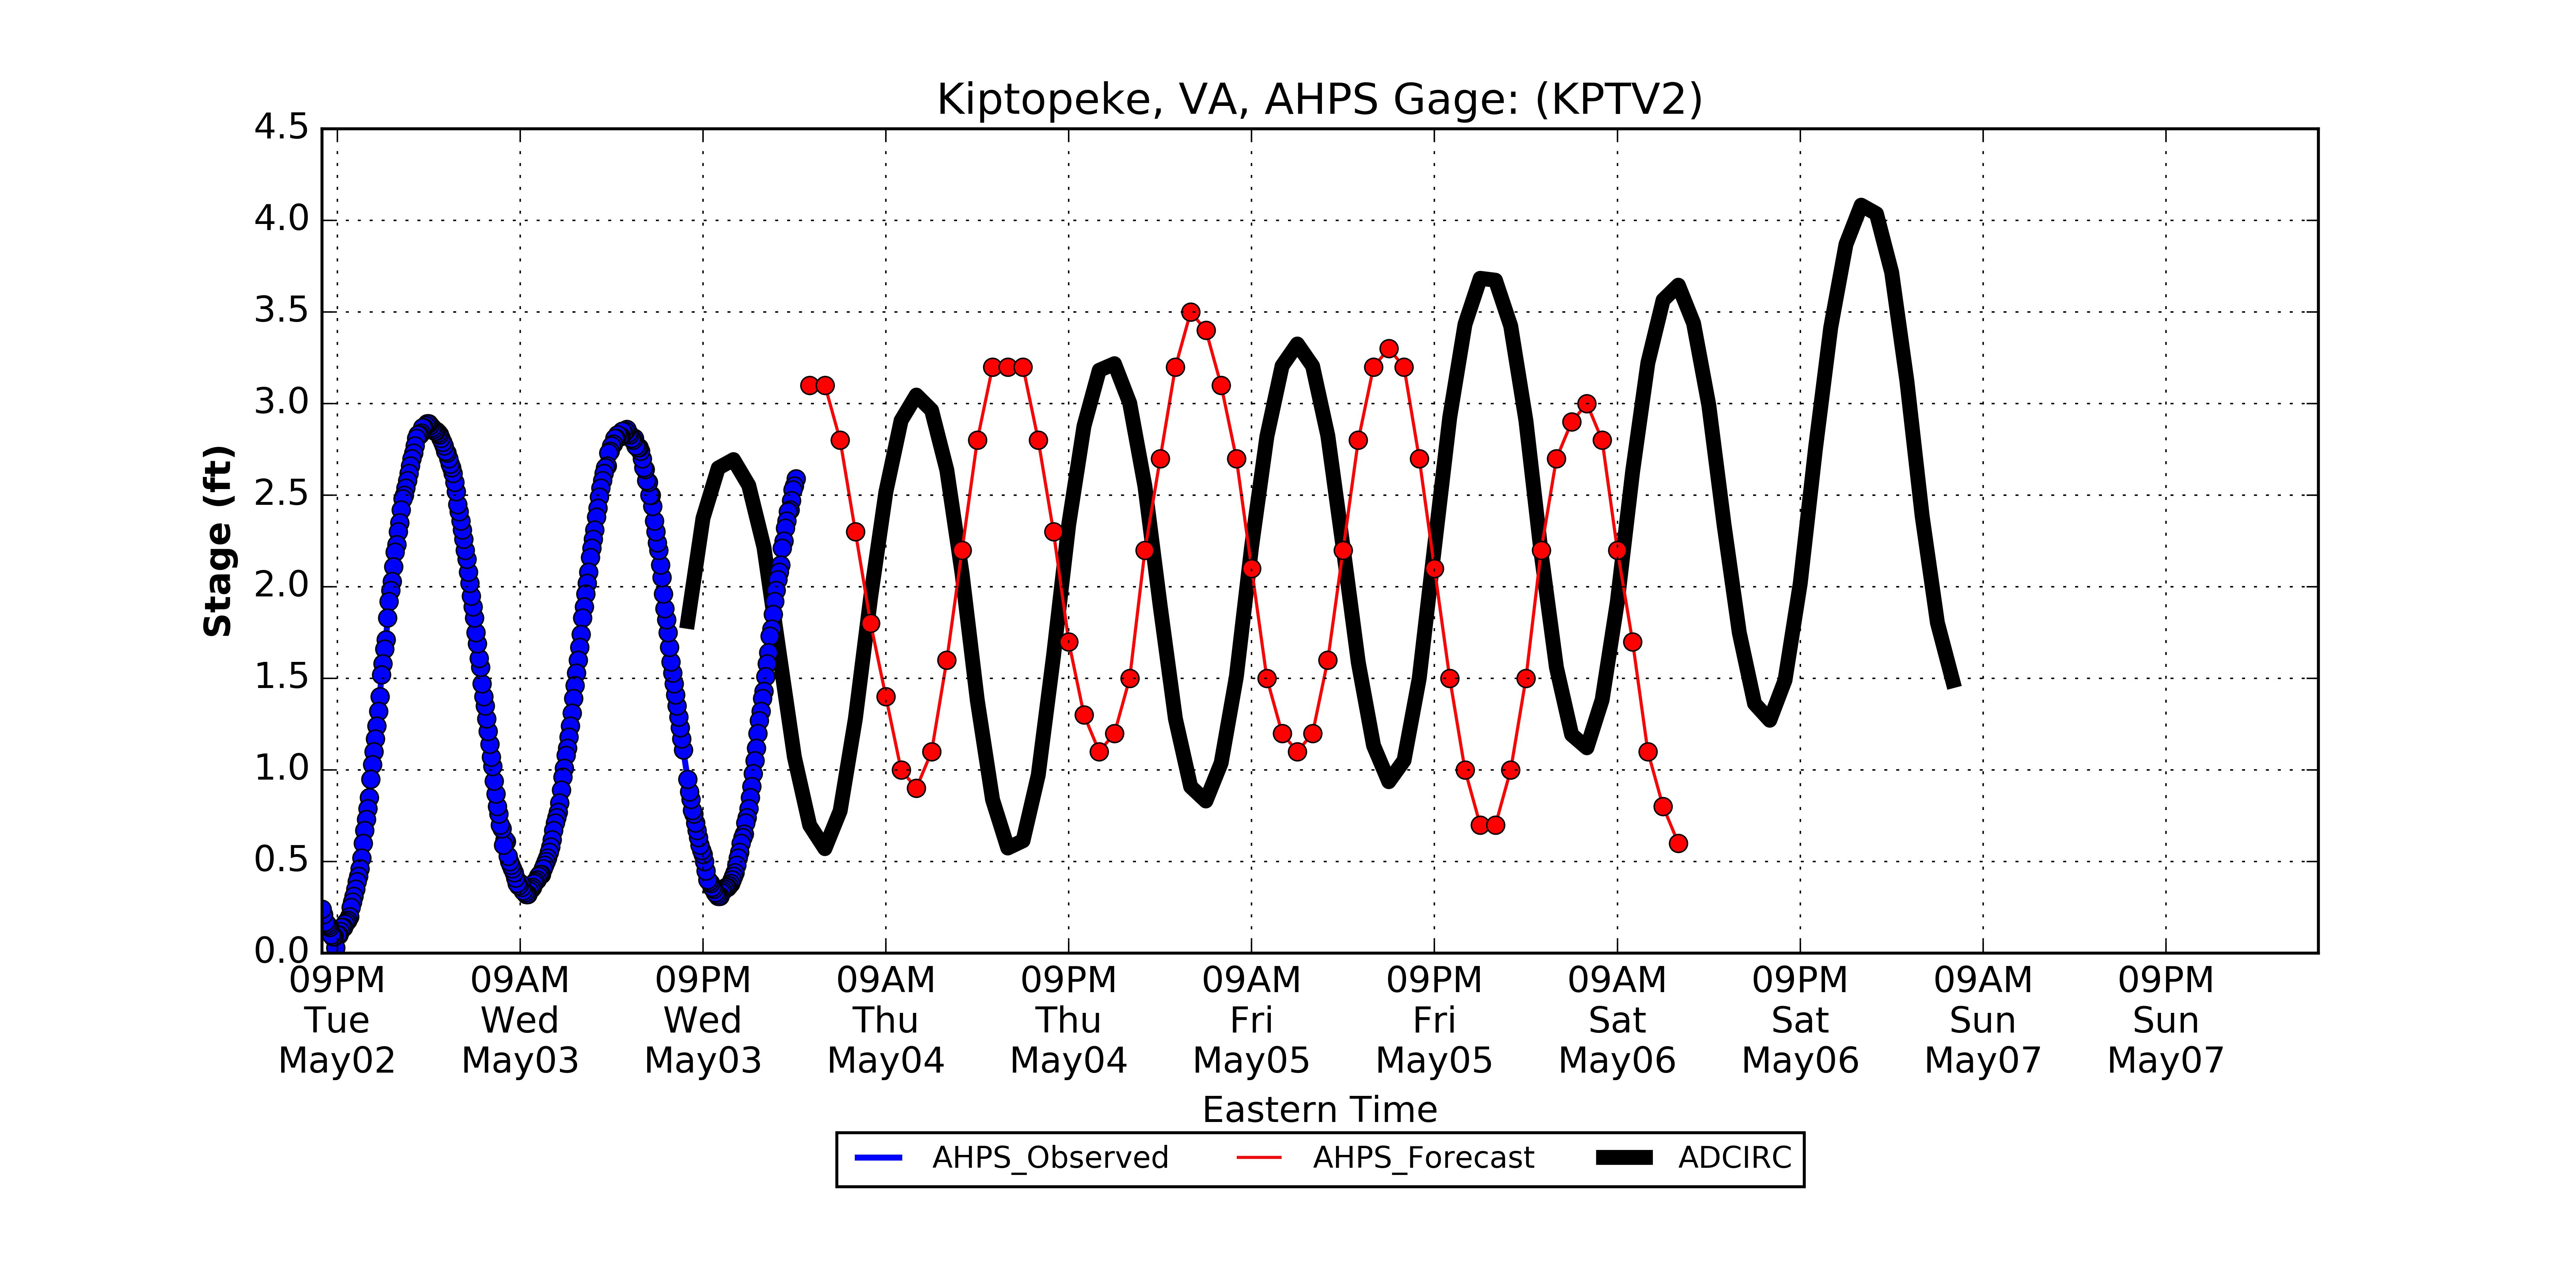 Kiptopeke, VA, AHPS Gage: (KPTV2)
4.5
4.0
3.5
3.0
2.5
2.0
1.5
1.0
0.5
0.0
Stage (ft)
09PM 09AM 09PM 09AM 09PM 09AM 09PM 09AM 09PM 09AM 09PM
Tue Wed Wed Thu Thu Fri Fri Sat Sat Sun Sun
May02 May03 May03 May04 May04 May05 May05 May06 May06 May07 May07
Eastern Time
AHPS_Observed AHPS_Forecast ADCIRC